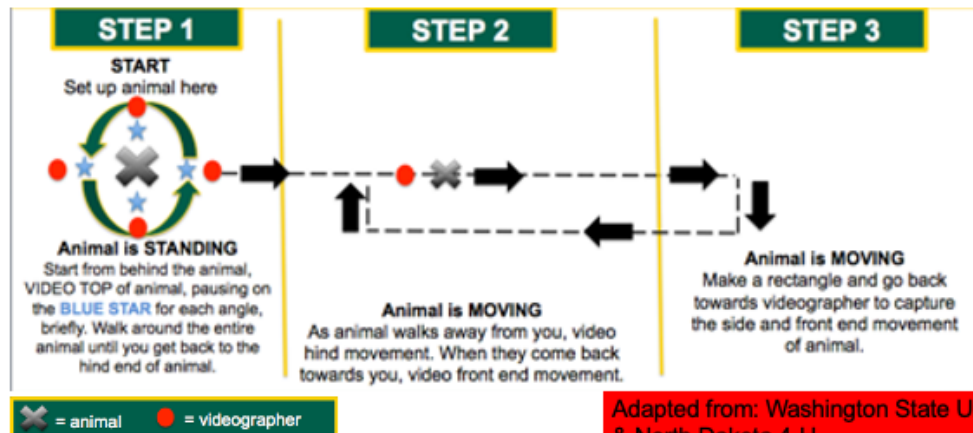 STEP 1
START
Set up animal here
Animal is STANDING
Start from behind the animal,
VIDEO TOP of animal, pausing on
the BLUE STAR for each angle,
briefly. Walk around the entire
animal until you get back to the
hind end of animal.
STEP 2
Animal is MOVING
As animal walks away from you, video
hind movement. When they come back
towards you, video front end movement.
STEP 3
Animal is MOVING
Make a rectangle and go back
towards videographer to capture
the side and front end movement
of animal.
= animal
= videographer
Adapted from: Washington State U
& North Dakota 4-H